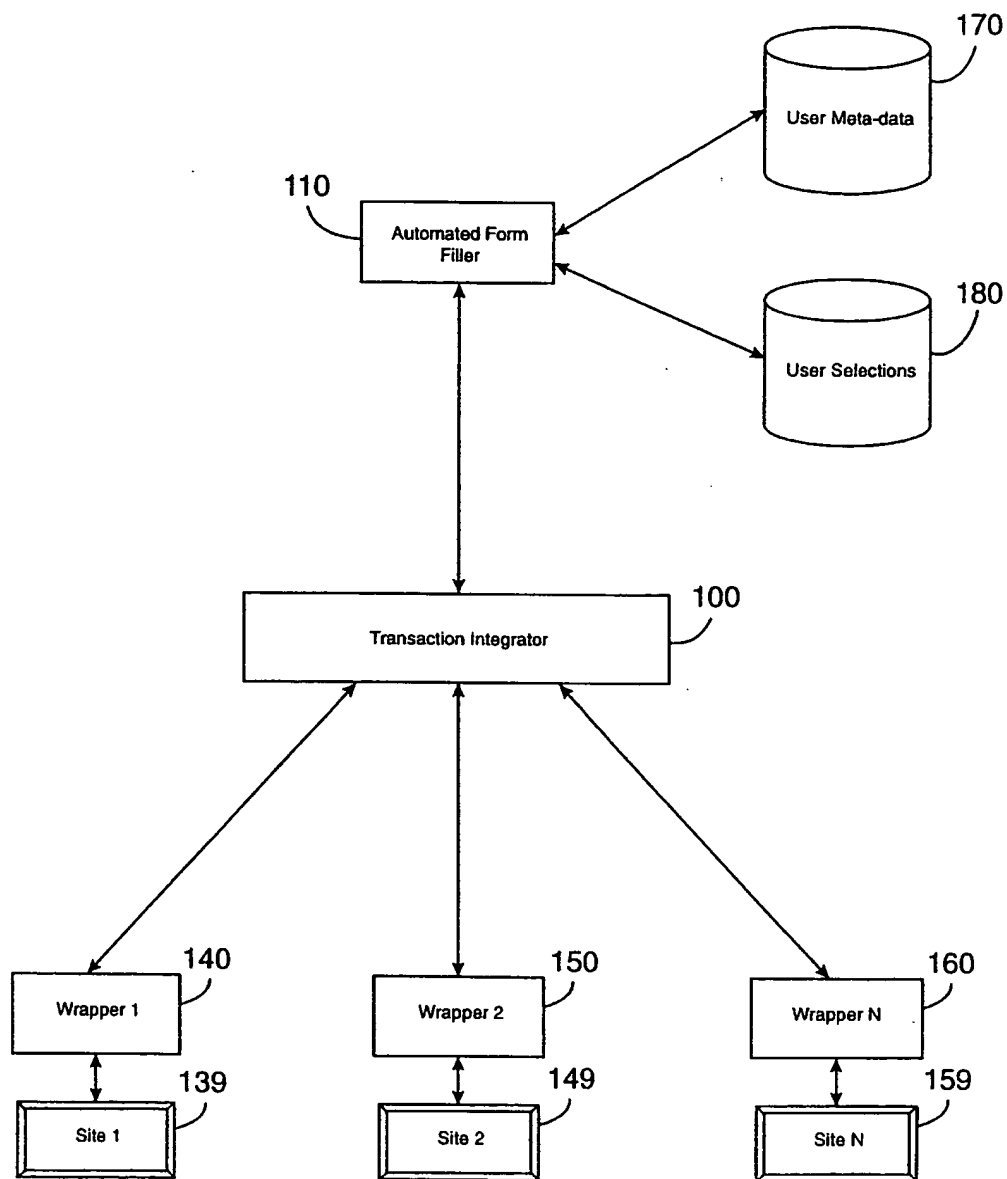 170
User Meta-data
110
Automated Form
Filler
180
User Selections
100
Transaction Integrator
140
Wrapper 1
150
Wrapper 2
160
Wrapper N
139
Site 1
149
Site 2
159
Site N